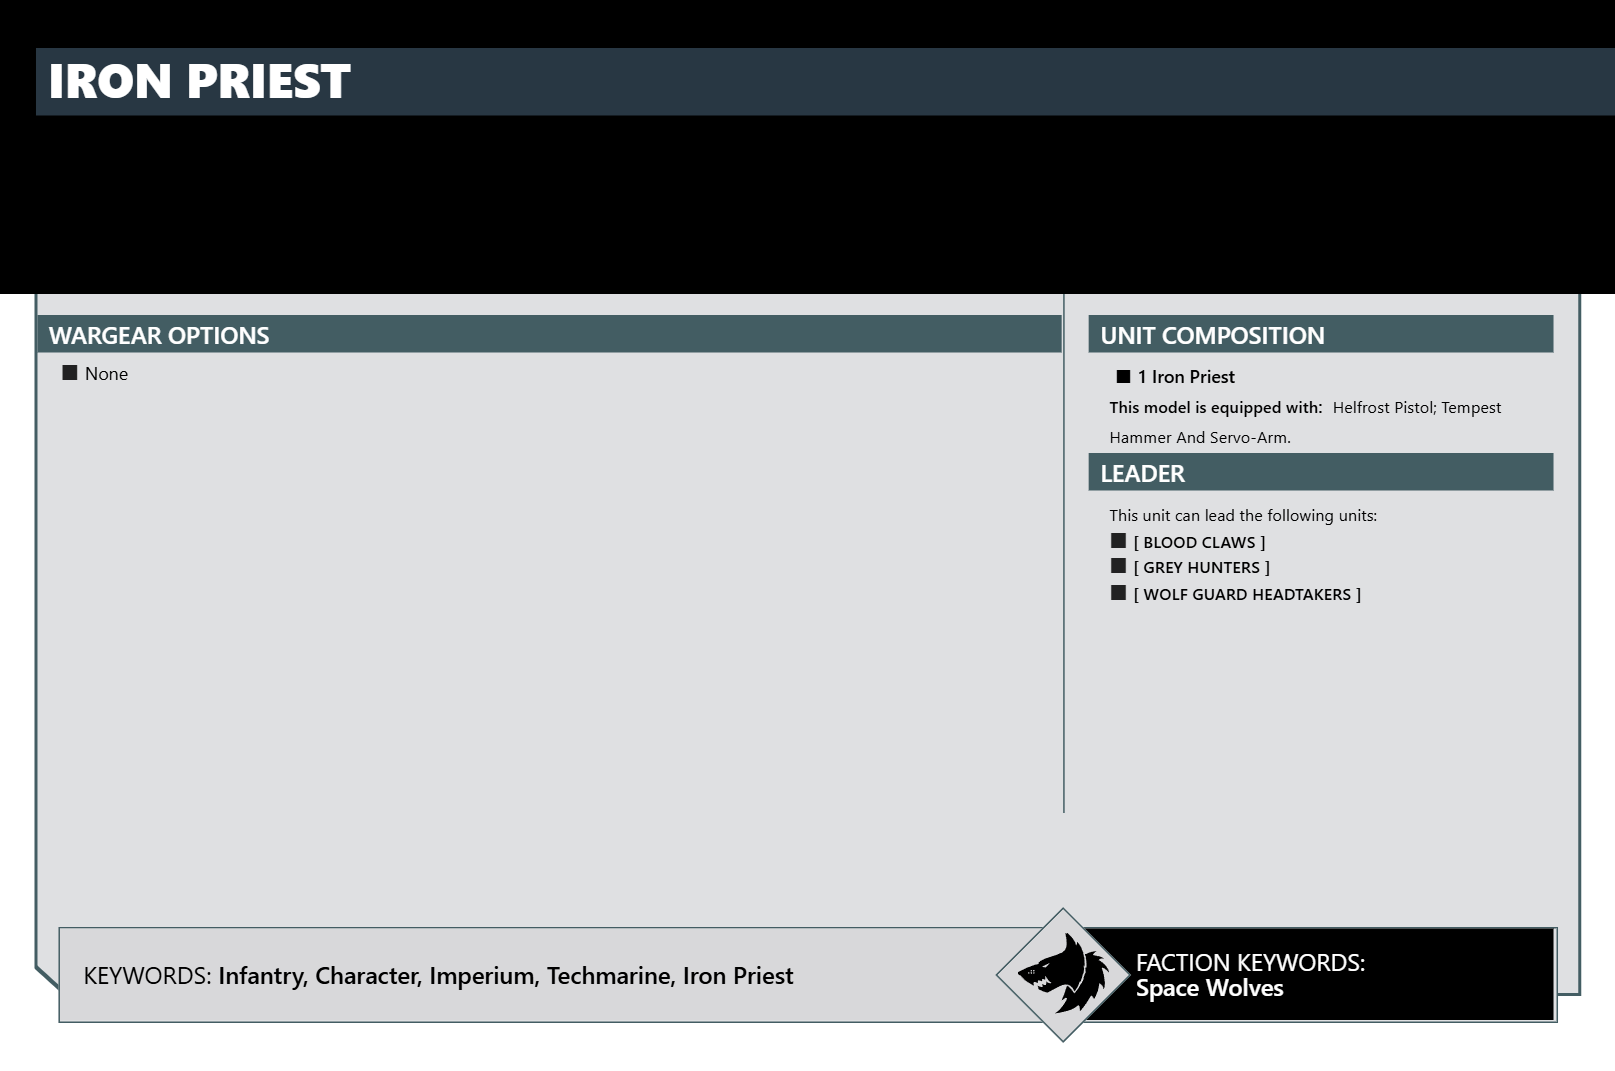 IRON PRIEST
WARGEAR OPTIONS
■ None
UNIT COMPOSITION
■ 1 Iron Priest
This model is equipped with: Helfrost Pistol; Tempest
Hammer And Servo-Arm.
LEADER
This unit can lead the following units:
■ [ BLOOD CLAWS ]
■ [ GREY HUNTERS ]
■ [ WOLF GUARD HEADTAKERS ]
KEYWORDS: Infantry, Character, Imperium, Techmarine, Iron Priest
FACTION KEYWORDS:
Space Wolves